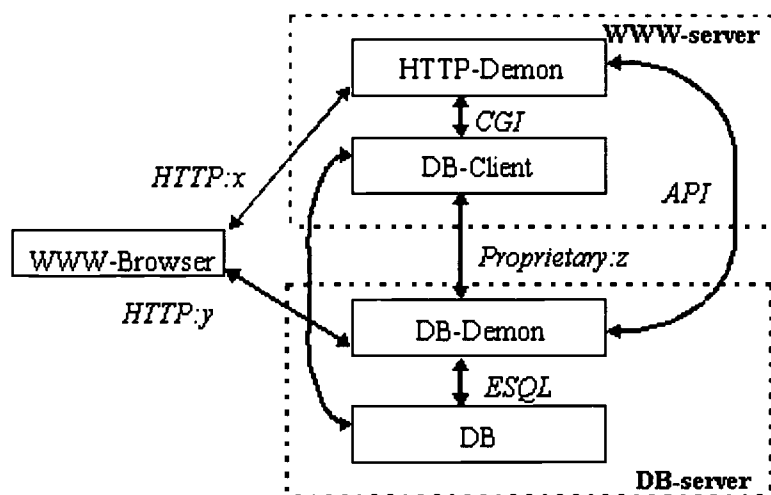 WWW-server
HTTP-Demon
CGI
HTTP:x
DB-Client
API
WWW-Browser
Proprietary:z
HTTP:y
DB-Demon
ESQL
DB
DB-server